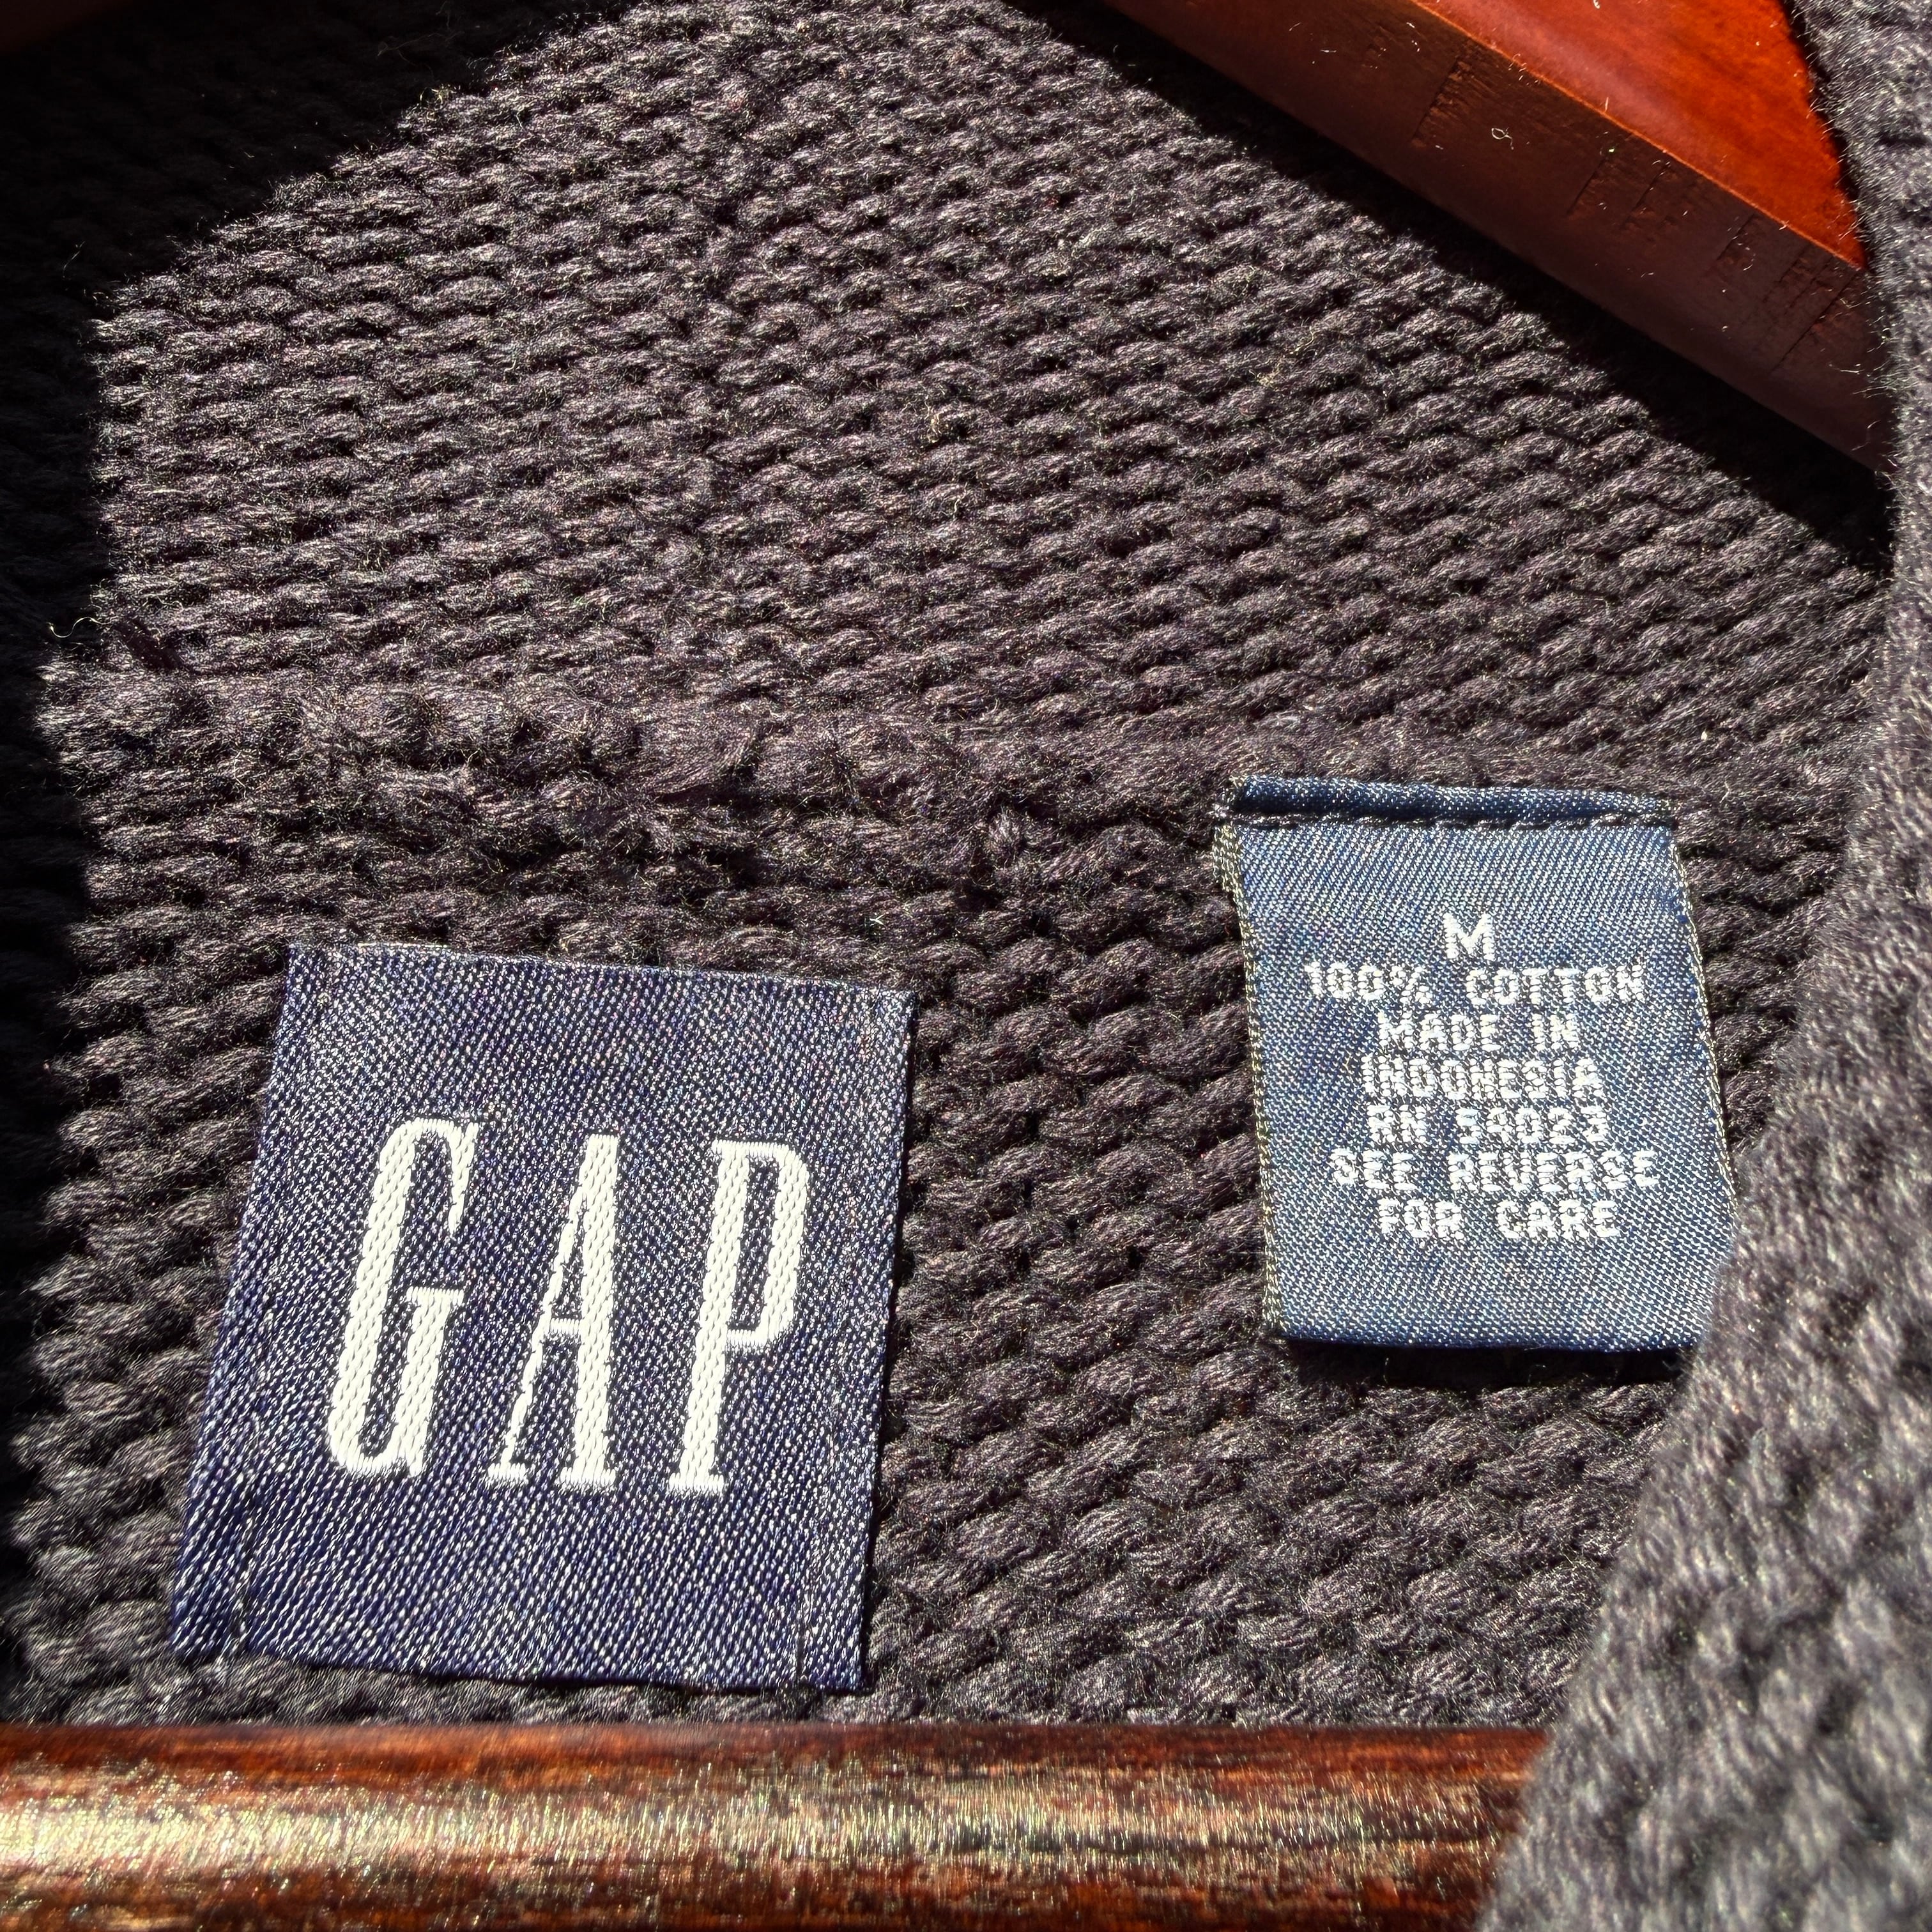 GAP
M
100% COTTON
MADE IN
INDONESIA
RN 54023
SEE REVERSE
FOR CARE